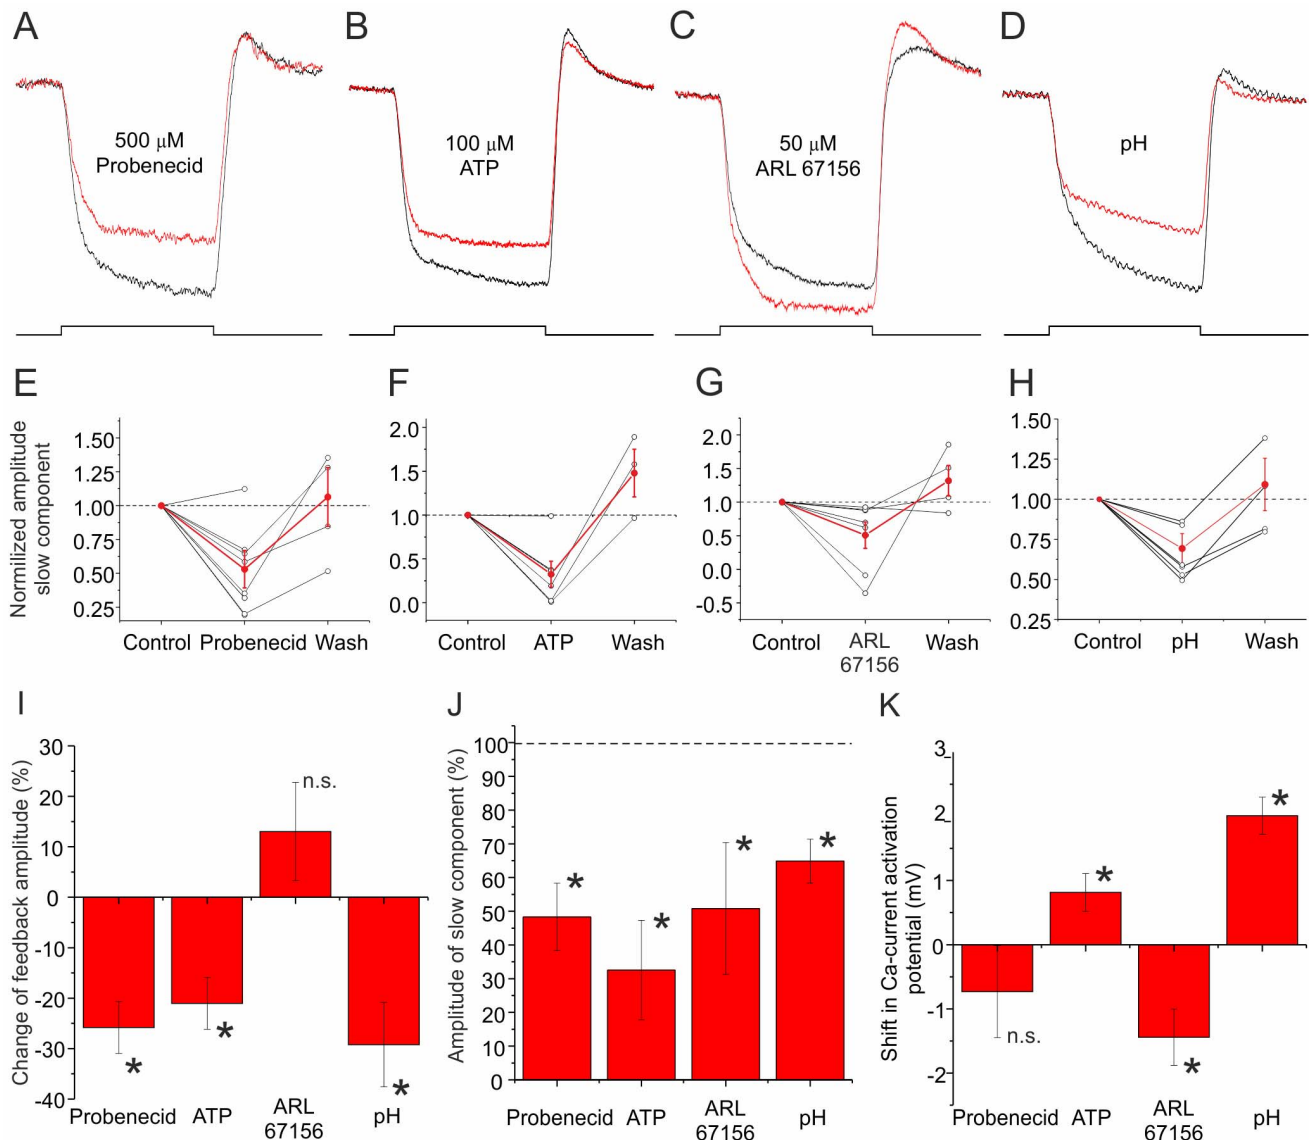 A
B
C
D
500 μM
Probenecid
100 μM
ATP
50 μM
ARL 67156
pH
E
F
G
H
Normilized amplitude
slow component
1.50
1.25
1.00
0.75
0.50
0.25
Control Probenecid Wash
2.0
1.5
1.0
0.5
0.0
Control ATP Wash
2.0
1.5
1.0
0.5
0.0
-0.5
Control ARL 67156 Wash
1.50
1.25
1.00
0.75
0.50
0.25
Control pH Wash
I
J
K
Change of feedback amplitude (%)
30
20
10
0
-10
-20
-30
-40
*
*
n.s.
*
Probenecid ATP ARL 67156 pH
Amplitude of slow component (%)
100
90
80
70
60
50
40
30
20
10
0
*
*
*
*
Probenecid ATP ARL 67156 pH
Shift in Ca-current activation
potential (mV)
3
2
1
0
-1
-2
n.s.
*
*
*
Probenecid ATP ARL 67156 pH